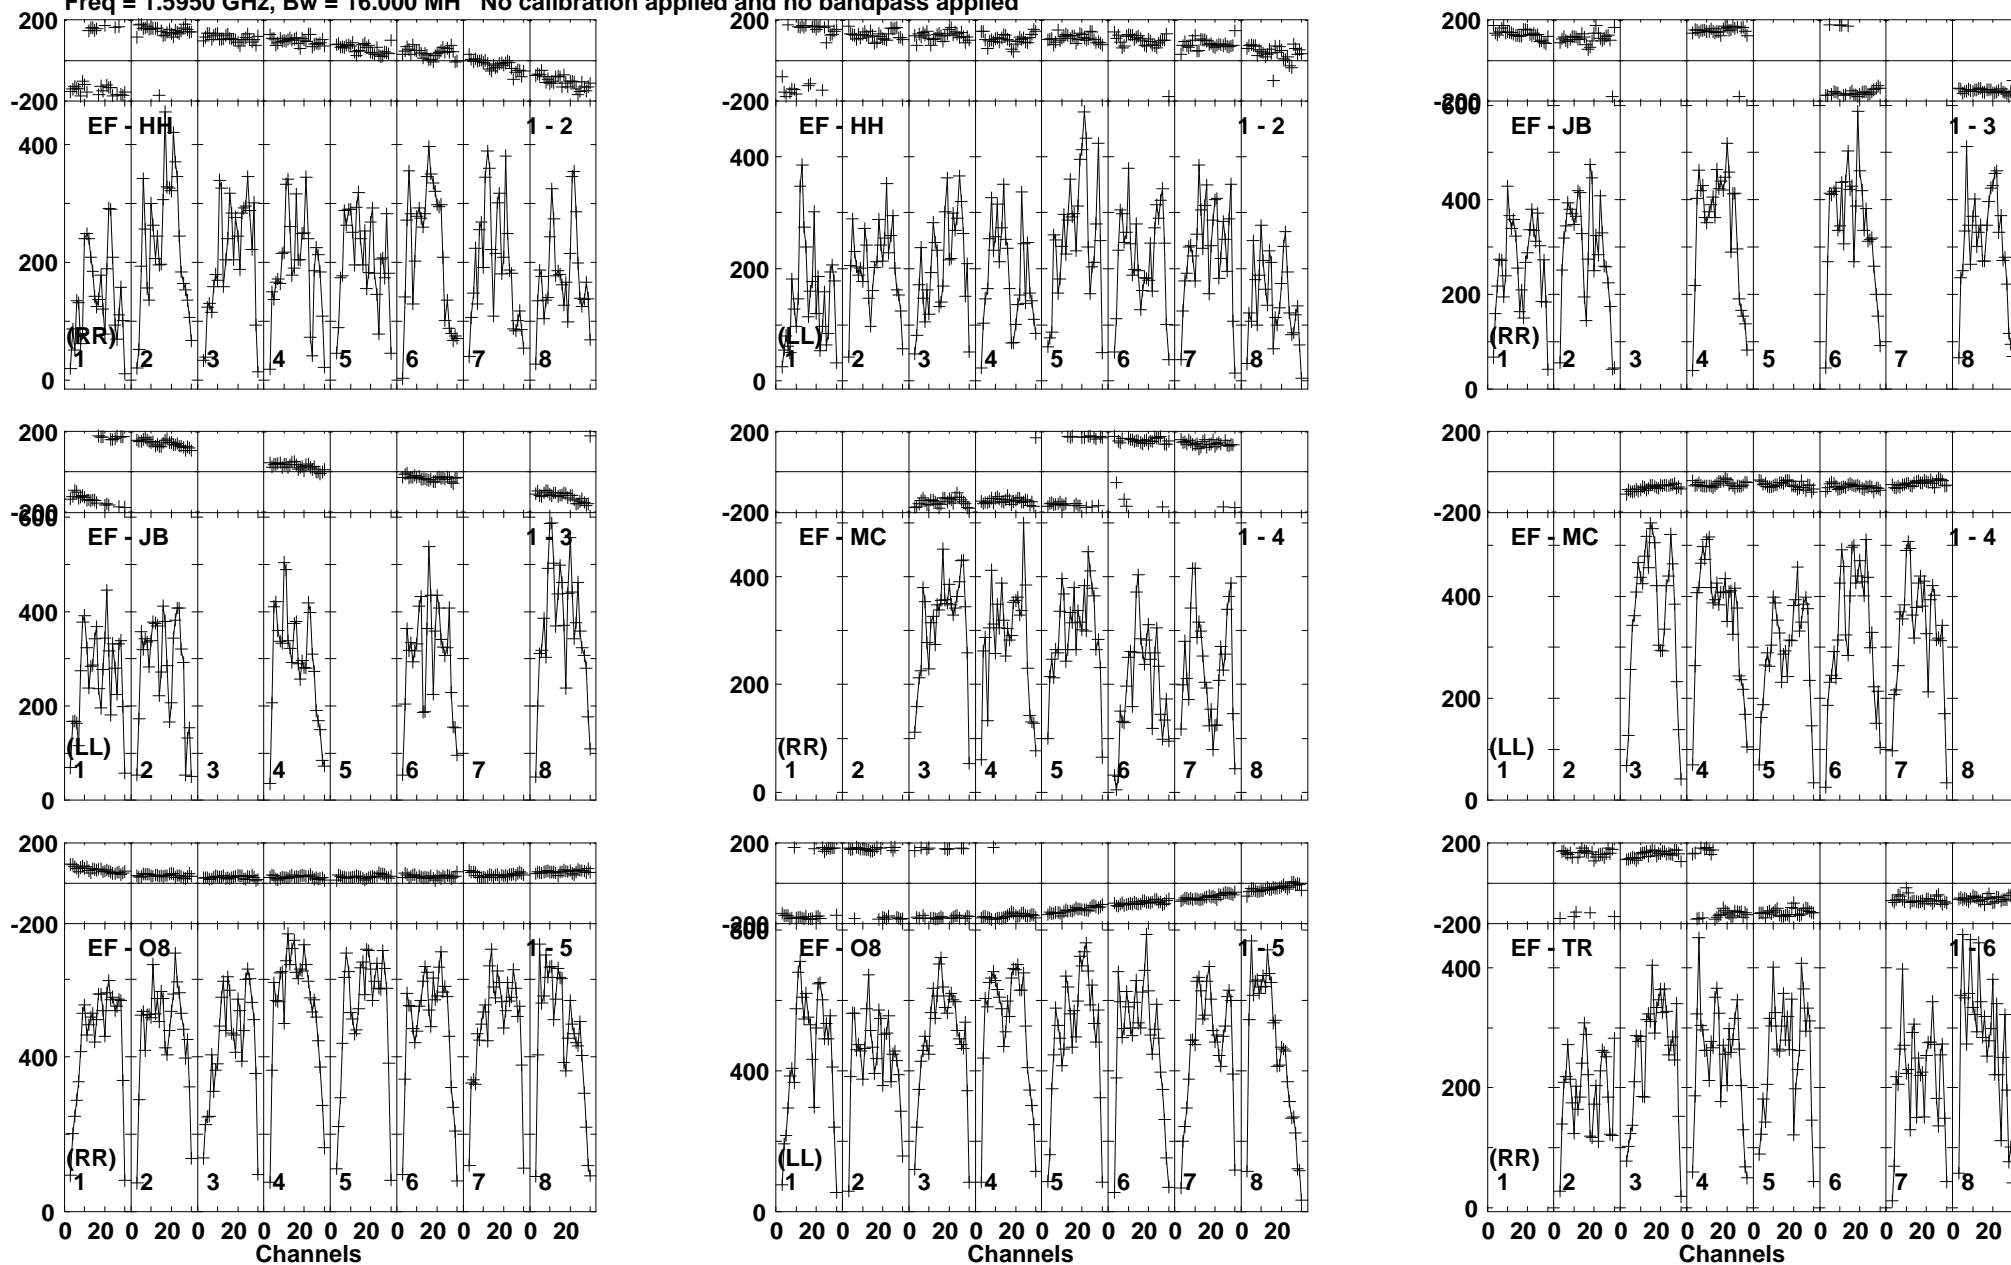 Freq = 1.5950 GHz, Bw = 16.000 MH No calibration applied and no bandpass applied
200 200 200
-200 -200 -200
EF - HH 1 - 2 EF - HH 1 - 2 600 EF - JB 1 - 3
400 400 400
200 200 200
(RR) (LL) (RR)
1 2 3 4 5 6 7 8 1 2 3 4 5 6 7 8 1 2 3 4 5 6 7 8
0 0 0
200 200 200
-200 -200 -200
600 EF - JB 1 - 3 EF - MC 1 - 4 EF - MC 1 - 4
400 400 400
200 200 200
(LL) (RR) (LL)
1 2 3 4 5 6 7 8 1 2 3 4 5 6 7 8 1 2 3 4 5 6 7 8
0 0 0
200 200 200
-200 -200 -200
EF - O8 1 - 5 800 EF - O8 1 - 5 EF - TR 1 - 6
400 400 400
200
(RR) (LL) (RR)
1 2 3 4 5 6 7 8 1 2 3 4 5 6 7 8 1 2 3 4 5 6 7 8
0 0 0
0 20 0 20 0 20 0 20 0 20 0 20 0 20 0 20 0 20 0 20 0 20 0 20 0 20 0 20 0 20 0 20 0 20 0 20 0 20 0 20 0 20 0 20 0 20 0 20
Channels Channels Channels